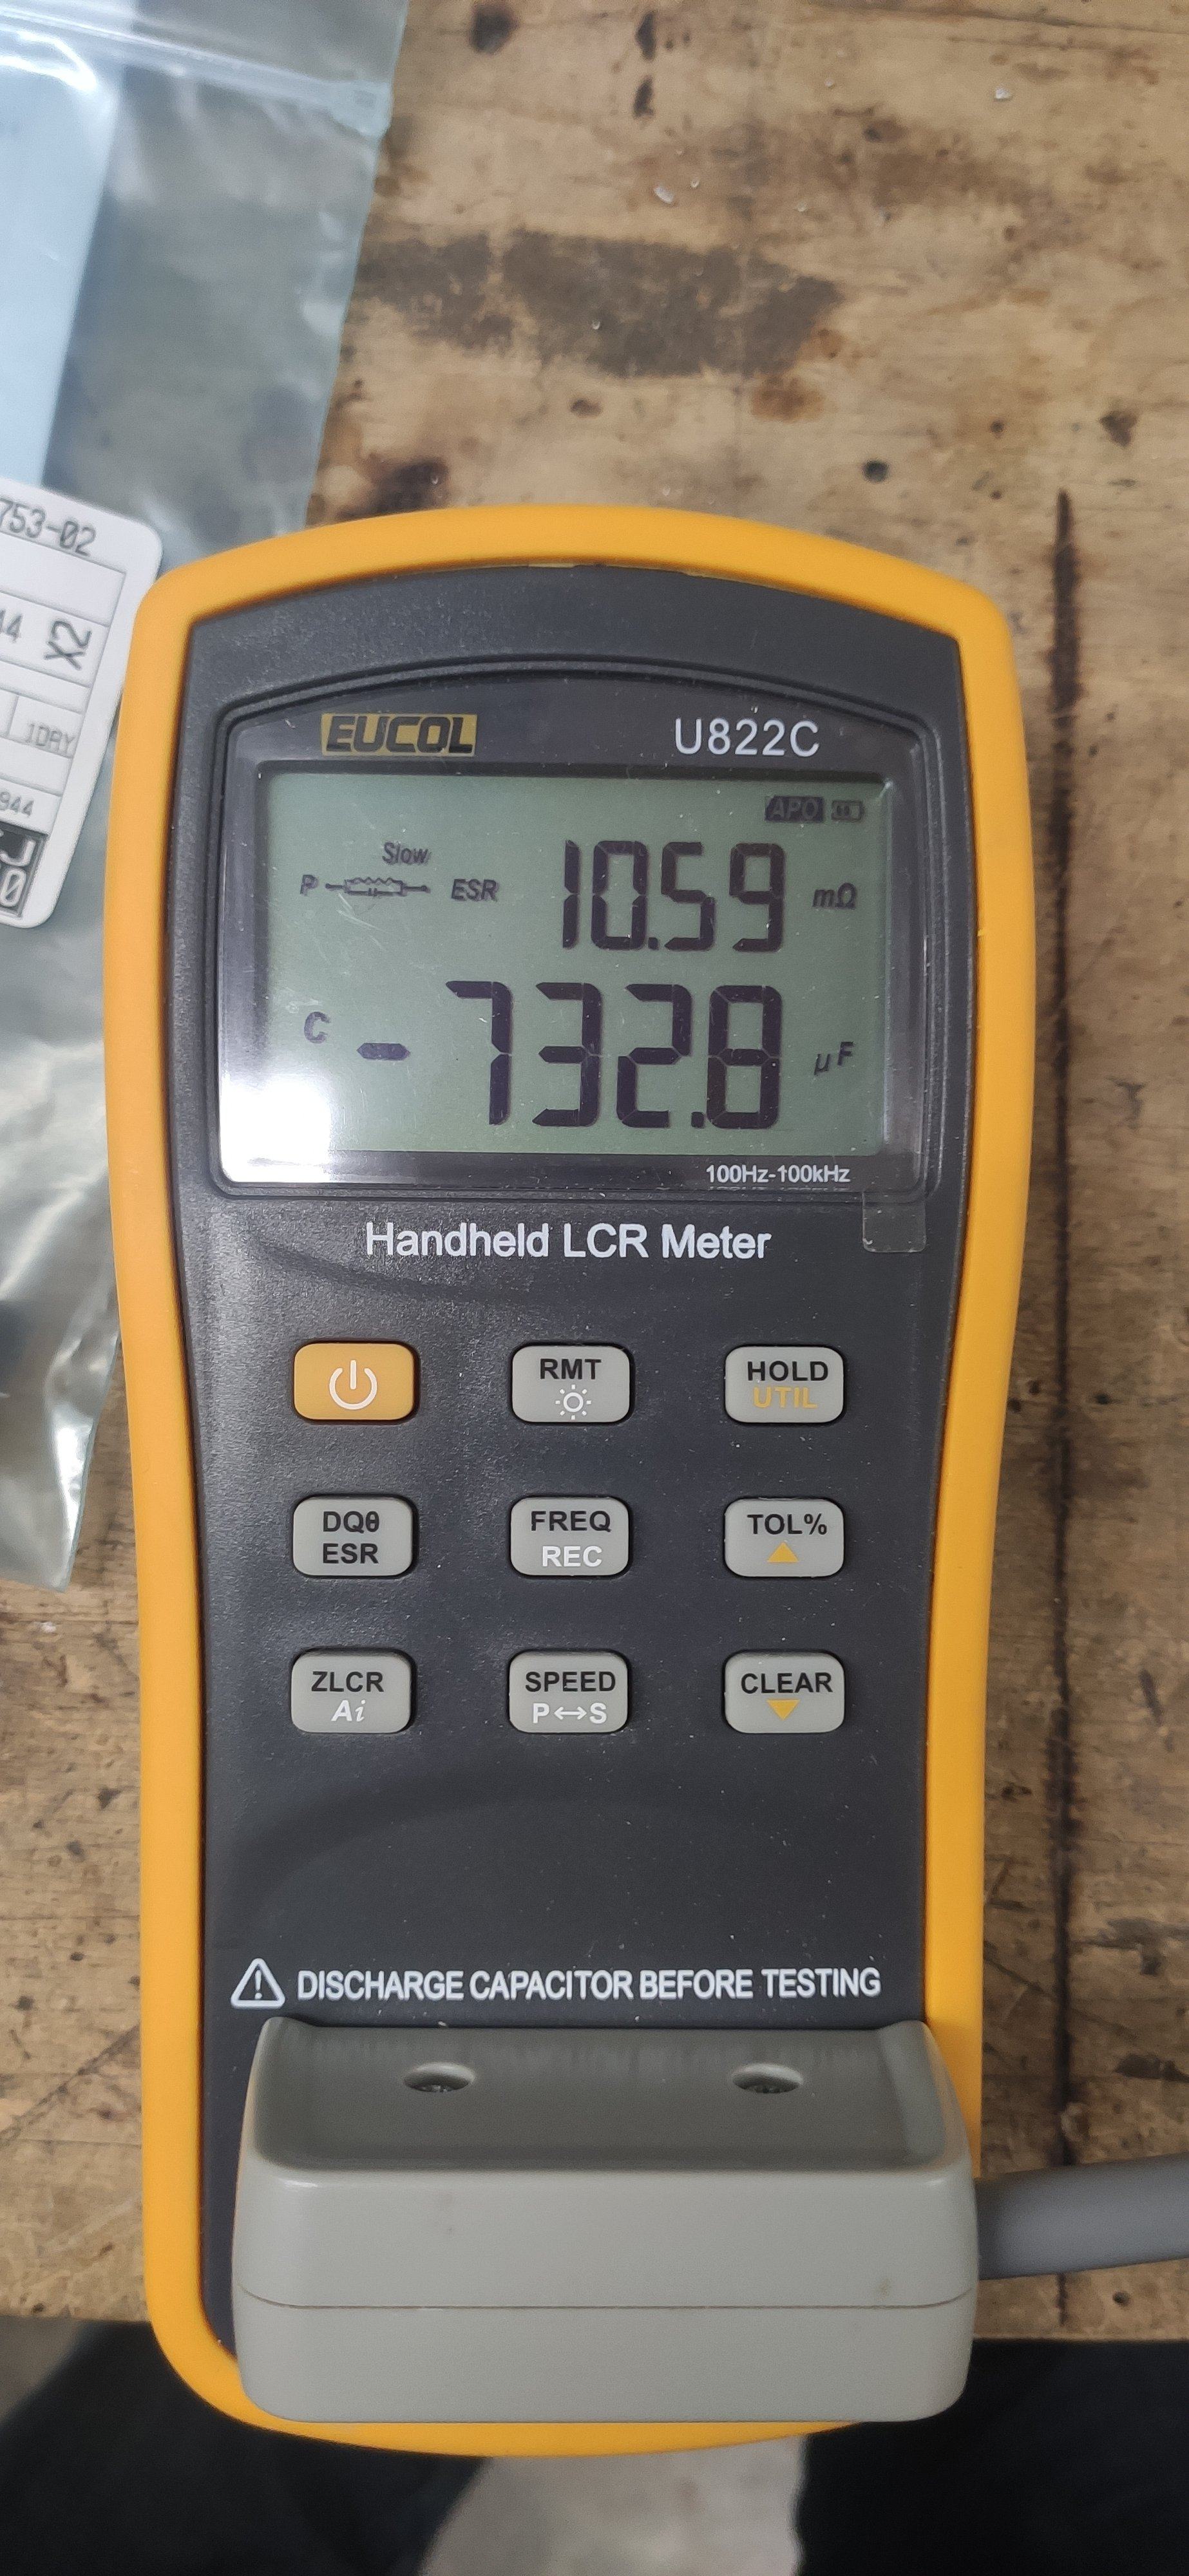 753-02
X2
1DRY
944
EUCOL
U822C
APO
Slow
P
ESR
10.59 mΩ
C
-732.8 µF
100Hz-100kHz
Handheld LCR Meter
RMT
HOLD
UTIL
DQθ
ESR
FREQ
REC
TOL%
ZLCR
Ai
SPEED
P↔S
CLEAR
DISCHARGE CAPACITOR BEFORE TESTING